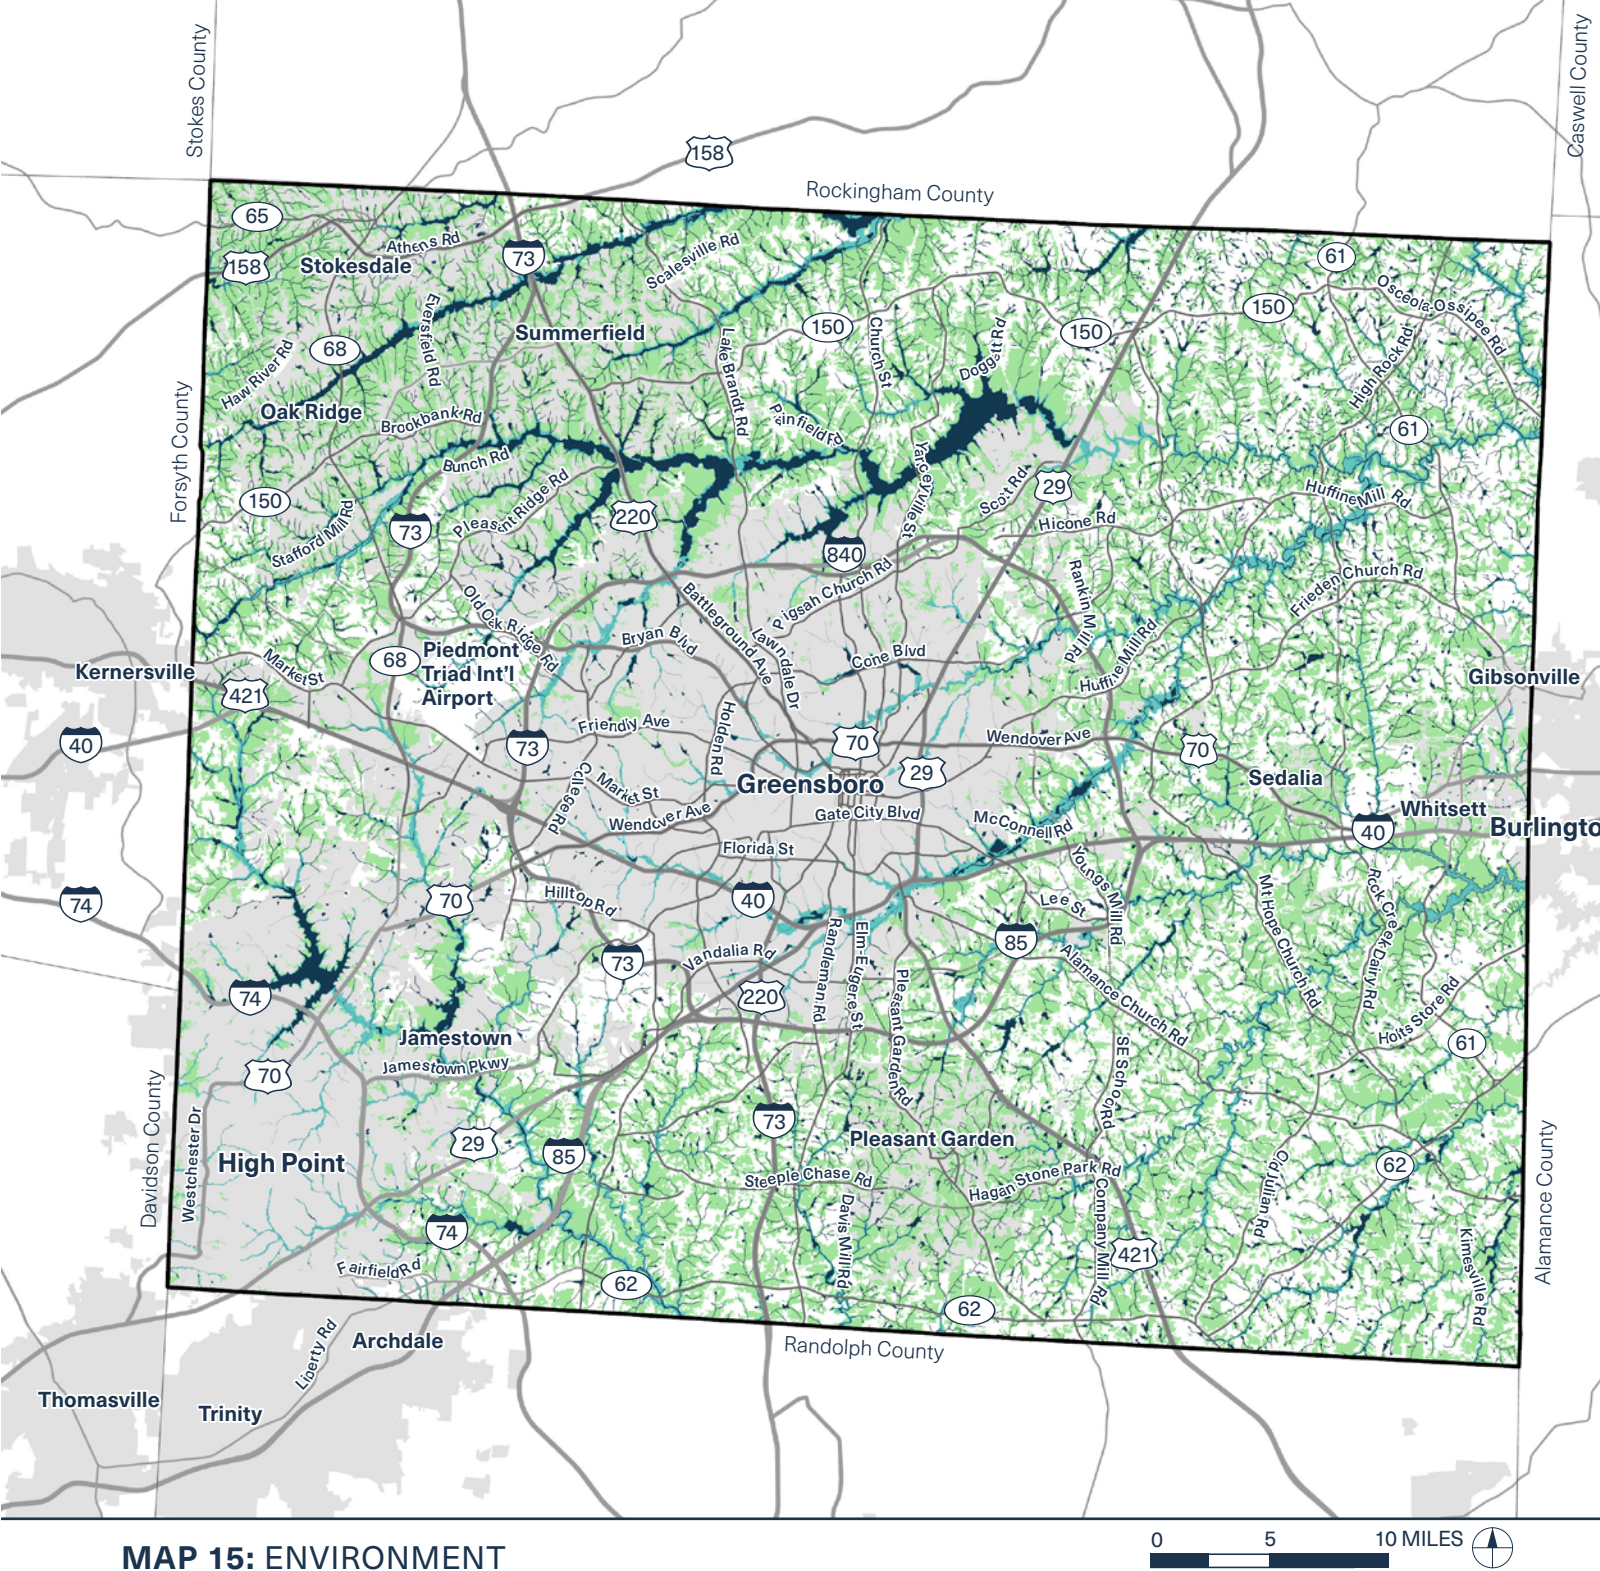 Stokes County
Caswell County
158
Rockingham County
65
Athens Rd
73
Scalesville Rd
61
158
Stokesdale
Osceola-Ossipee Rd
Eversfield Rd
Summerfield
150
Church St
Doggett Rd
150
150
68
Lake Brandt Rd
High Rock Rd
Haw River Rd
Oak Ridge
Brookbank Rd
Pinfield Rd
61
Forsyth County
Bunch Rd
Yanceyville St
150
Pleasant Ridge Rd
220
Scott Rd
29
Huffine Mill Rd
Stafford Mill Rd
73
Hicone Rd
840
Pigsah Church Rd
Rankin Mill Rd
Frieden Church Rd
Old Oak Ridge Rd
Battleground Ave
Lawndale Dr
Bryan Blvd
Cone Blvd
Huffine Mill Rd
Kernersville
Market St
68
Piedmont
Triad Int'l
Airport
Gibsonville
421
Friendly Ave
Holden Rd
40
73
70
Wendover Ave
70
29
Sedalia
College Rd
Market St
Greensboro
Wendover Ave
Gate City Blvd
McConnell Rd
Whitsett
40
Burlingto
Florida St
Youngs Mill Rd
Mt Hope Church Rd
Rock Creek Dairy Rd
74
70
Hilltop Rd
40
Lee St
Randleman Rd
Elm-Eugene St
85
73
Vandalia Rd
Alamance Church Rd
74
220
Pleasant Garden Rd
Holts Store Rd
Jamestown
Jamestown Pkwy
61
70
SE School Rd
Davidson County
Westchester Dr
73
29
Pleasant Garden
High Point
85
62
Alamance County
Steeple Chase Rd
Hagan Stone Park Rd
Old Julian Rd
Davis Mill Rd
Company Mill Rd
74
421
Kimesville Rd
Fairfield Rd
62
62
Liberty Rd
Archdale
Randolph County
Thomasville
Trinity
MAP 15: ENVIRONMENT
0 5 10 MILES